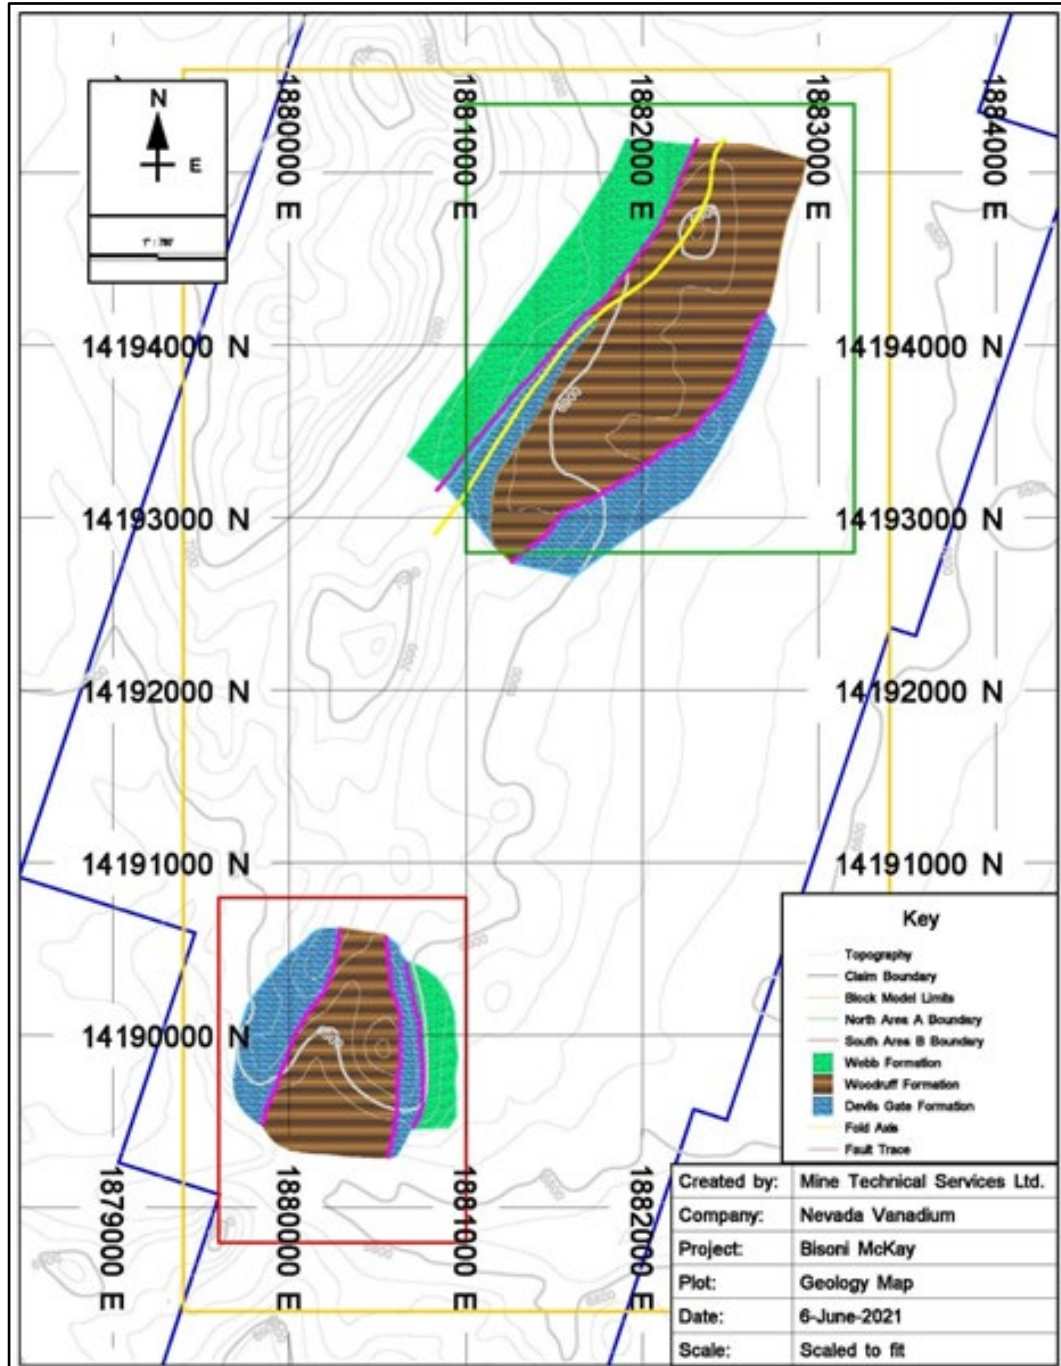 1880000 E
1881000 E
1882000 E
1883000 E
1884000 E
N
E
14194000 N
14194000 N
6900
14193000 N
14193000 N
7000
14192000 N
14192000 N
14191000 N
14191000 N
14190000 N
Key
Topography
Claim Boundary
Block Model Limits
North Area A Boundary
South Area B Boundary
Webb Formation
Woodruff Formation
Devils Gate Formation
Fold Axis
Fault Trace
1879000 E
1880000 E
1881000 E
1882000 E
Created by: Mine Technical Services Ltd.
Company: Nevada Vanadium
Project: Bisoni McKay
Plot: Geology Map
Date: 6-June-2021
Scale: Scaled to fit